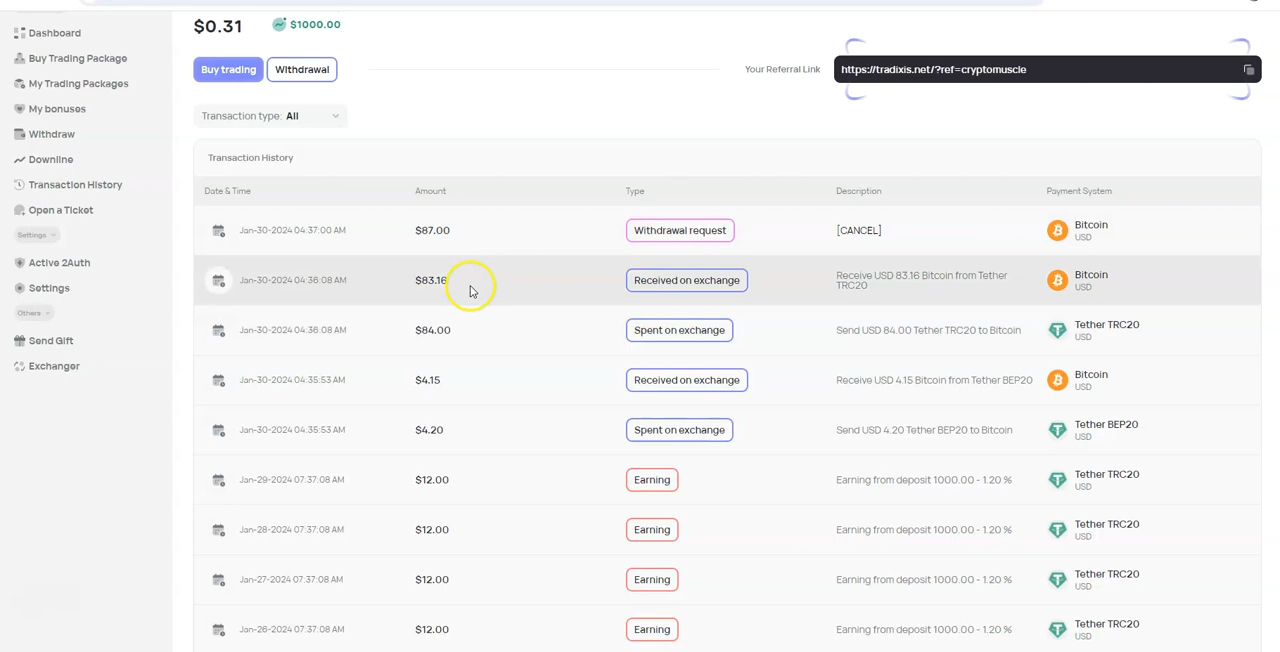 $0.31
$1000.00
Dashboard
Buy Trading Package
My Trading Packages
My bonuses
Withdraw
Downline
Transaction History
Open a Ticket
Settings
Active 2Auth
Settings
Others
Send Gift
Exchanger
Buy trading
Withdrawal
Your Referral Link
https://tradixis.net/?ref=cryptomuscle
Transaction type: All
Transaction History
Date & Time Amount Type Description Payment System
Jan-30-2024 04:37:00 AM $87.00 Withdrawal request [CANCEL] Bitcoin
USD
Jan-30-2024 04:36:08 AM $83.16 Received on exchange Receive USD 83.16 Bitcoin from Tether Bitcoin
TRC20 USD
Jan-30-2024 04:36:08 AM $84.00 Spent on exchange Send USD 84.00 Tether TRC20 to Bitcoin Tether TRC20
USD
Jan-30-2024 04:35:53 AM $4.15 Received on exchange Receive USD 4.15 Bitcoin from Tether BEP20 Bitcoin
USD
Jan-30-2024 04:35:53 AM $4.20 Spent on exchange Send USD 4.20 Tether BEP20 to Bitcoin Tether BEP20
USD
Jan-29-2024 07:37:08 AM $12.00 Earning Earning from deposit 1000.00 - 1.20 % Tether TRC20
USD
Jan-28-2024 07:37:08 AM $12.00 Earning Earning from deposit 1000.00 - 1.20 % Tether TRC20
USD
Jan-27-2024 07:37:08 AM $12.00 Earning Earning from deposit 1000.00 - 1.20 % Tether TRC20
USD
Jan-26-2024 07:37:08 AM $12.00 Earning Earning from deposit 1000.00 - 1.20 % Tether TRC20
USD